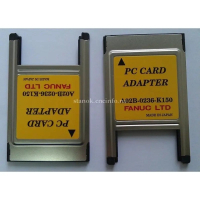 PC CARD
ADAPTER
A02B-0236-K150
FANUC LTD
MADE IN JAPAN
PC CARD
ADAPTER
A02B-0236-K150
FANUC LTD